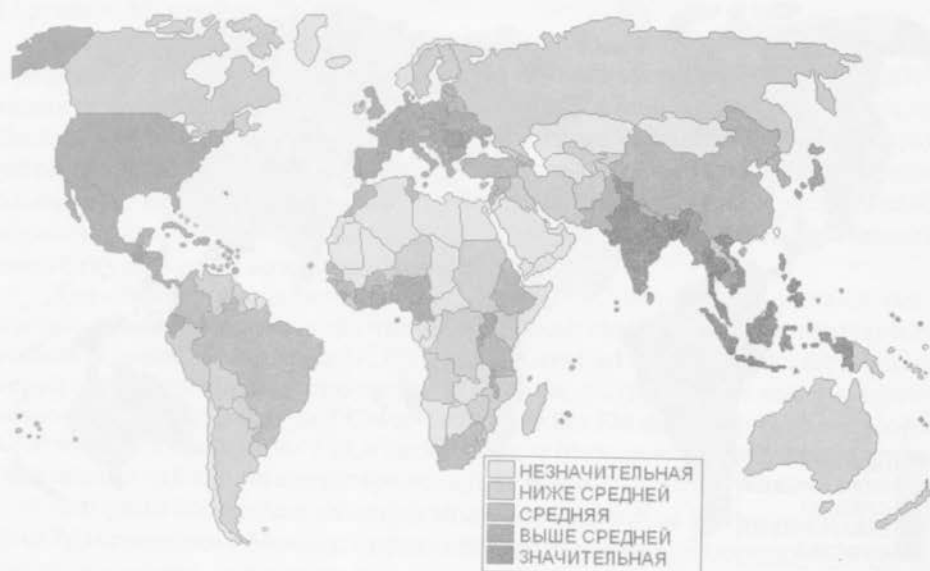 НЕЗНАЧИТЕЛЬНАЯ
НИЖЕ СРЕДНЕЙ
СРЕДНЯЯ
ВЫШЕ СРЕДНЕЙ
ЗНАЧИТЕЛЬНАЯ